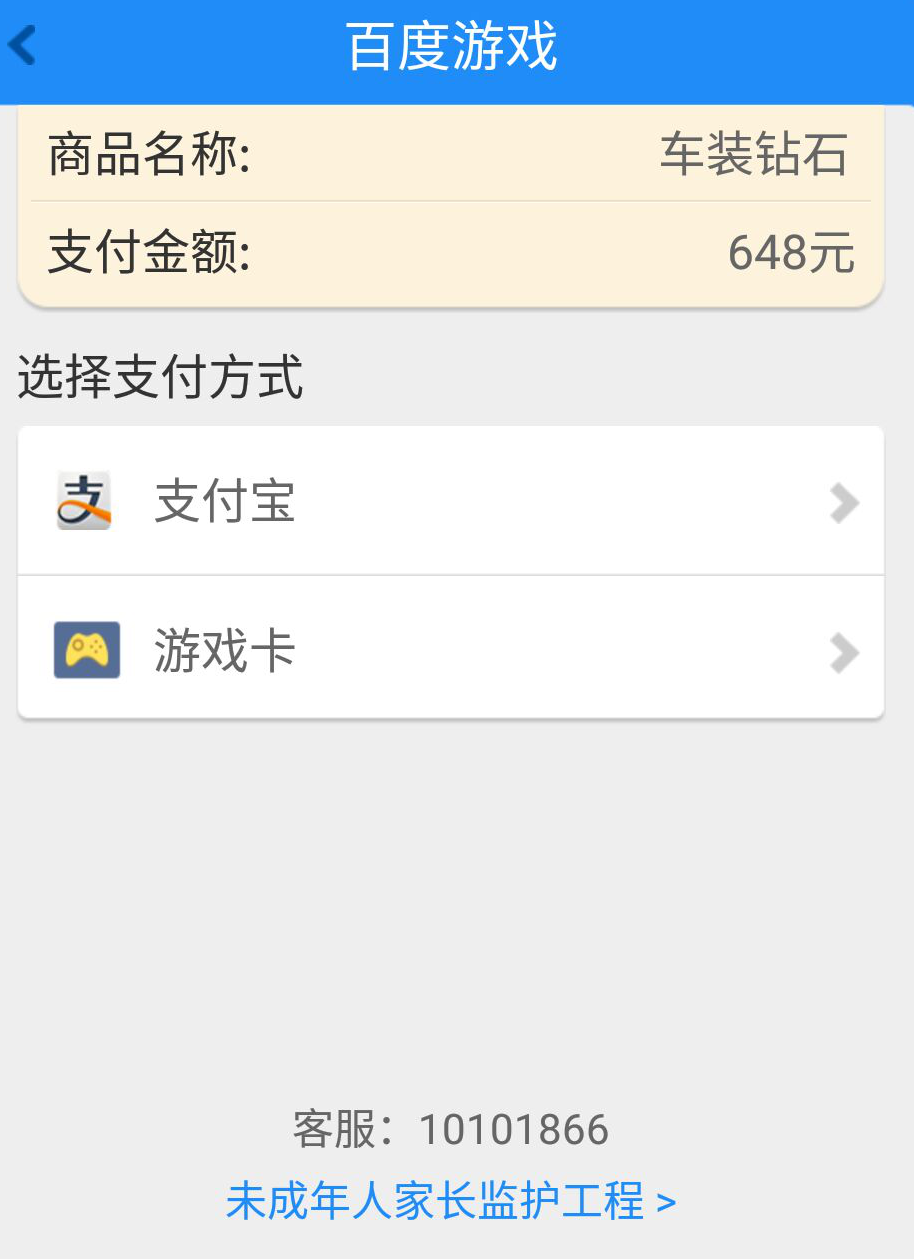 百度游戏
商品名称: 车装钻石
支付金额: 648元
选择支付方式
支付宝
游戏卡
客服：10101866
未成年人家长监护工程 >